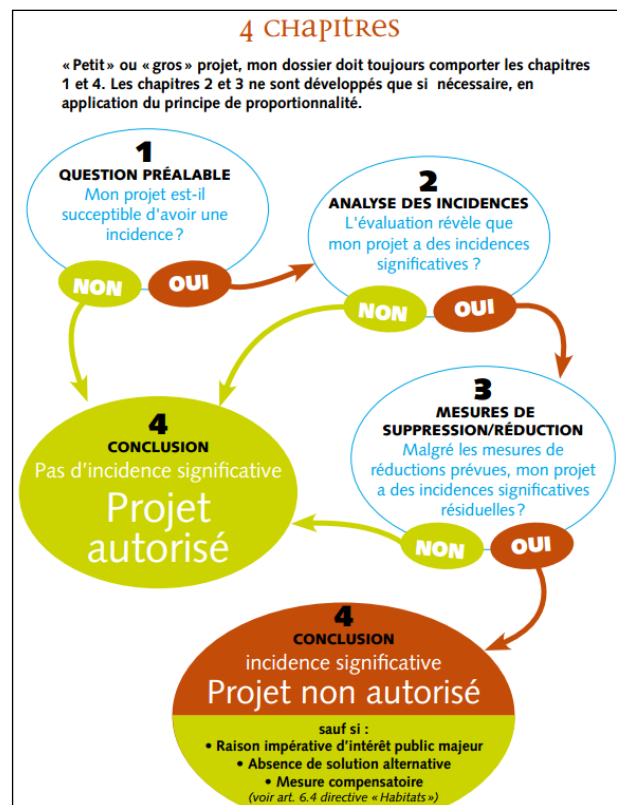 4 CHAPITRES
« Petit » ou « gros » projet, mon dossier doit toujours comporter les chapitres
1 et 4. Les chapitres 2 et 3 ne sont développés que si nécessaire, en
application du principe de proportionnalité.
1
QUESTION PRÉALABLE
Mon projet est-il
succeptible d'avoir une
incidence ?
NON
OUI
2
ANALYSE DES INCIDENCES
L'évaluation révèle que
mon projet a des incidences
significatives ?
NON
OUI
3
MESURES DE
SUPPRESSION/RÉDUCTION
Malgré les mesures de
réductions prévues, mon projet
a des incidences significatives
résiduelles ?
NON
OUI
4
CONCLUSION
Pas d'incidence significative
Projet
autorisé
4
CONCLUSION
incidence significative
Projet non autorisé
sauf si :
• Raison impérative d'intérêt public majeur
• Absence de solution alternative
• Mesure compensatoire
(voir art. 6.4 directive « Habitats »)